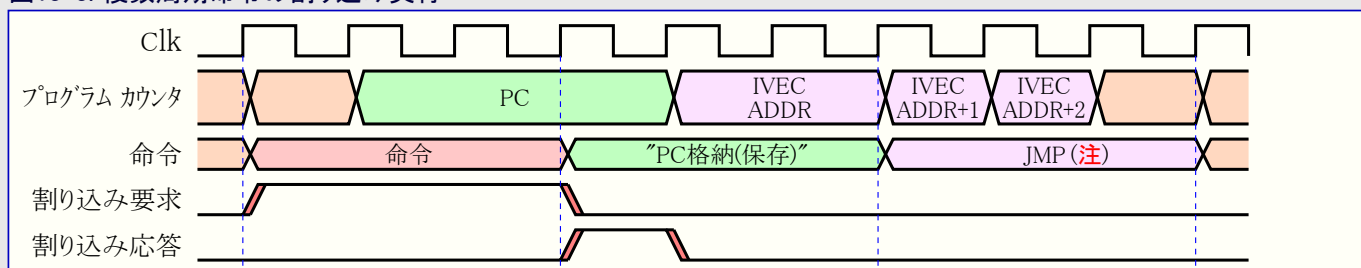 Clk
プログラム カウンタ
PC
IVEC
ADDR
IVEC
ADDR+1
IVEC
ADDR+2
命令
命令
"PC格納(保存)"
JMP(注)
割り込み要求
割り込み応答